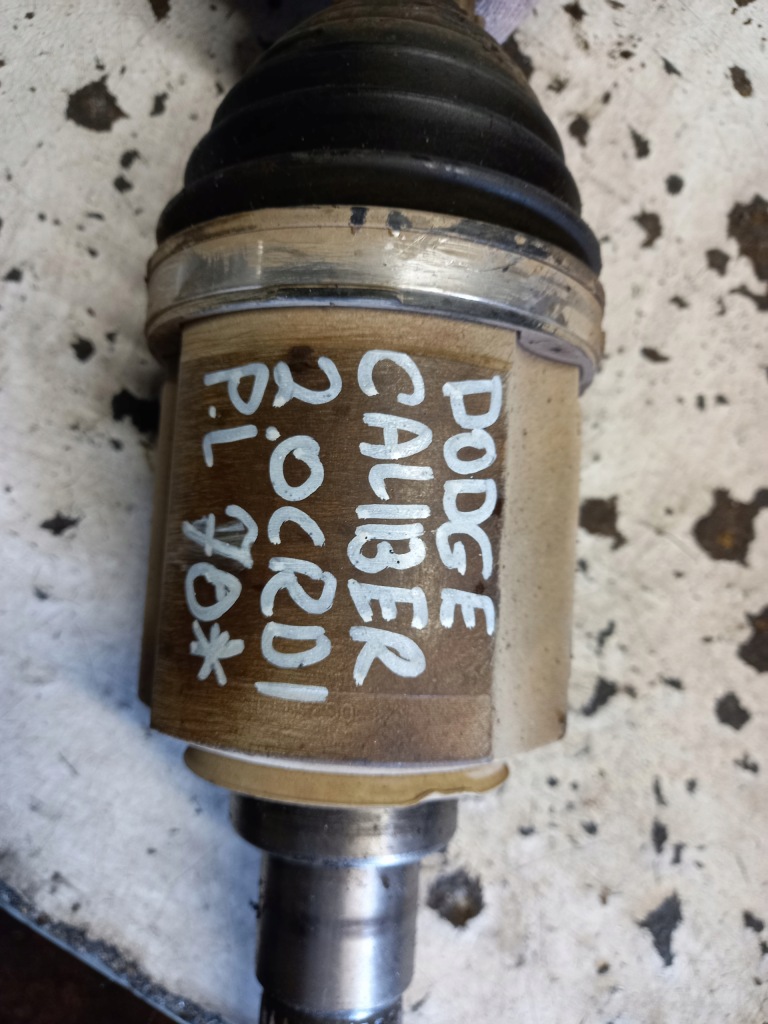 DODGE
CALIBER
2.0CRDI
P.L 70*